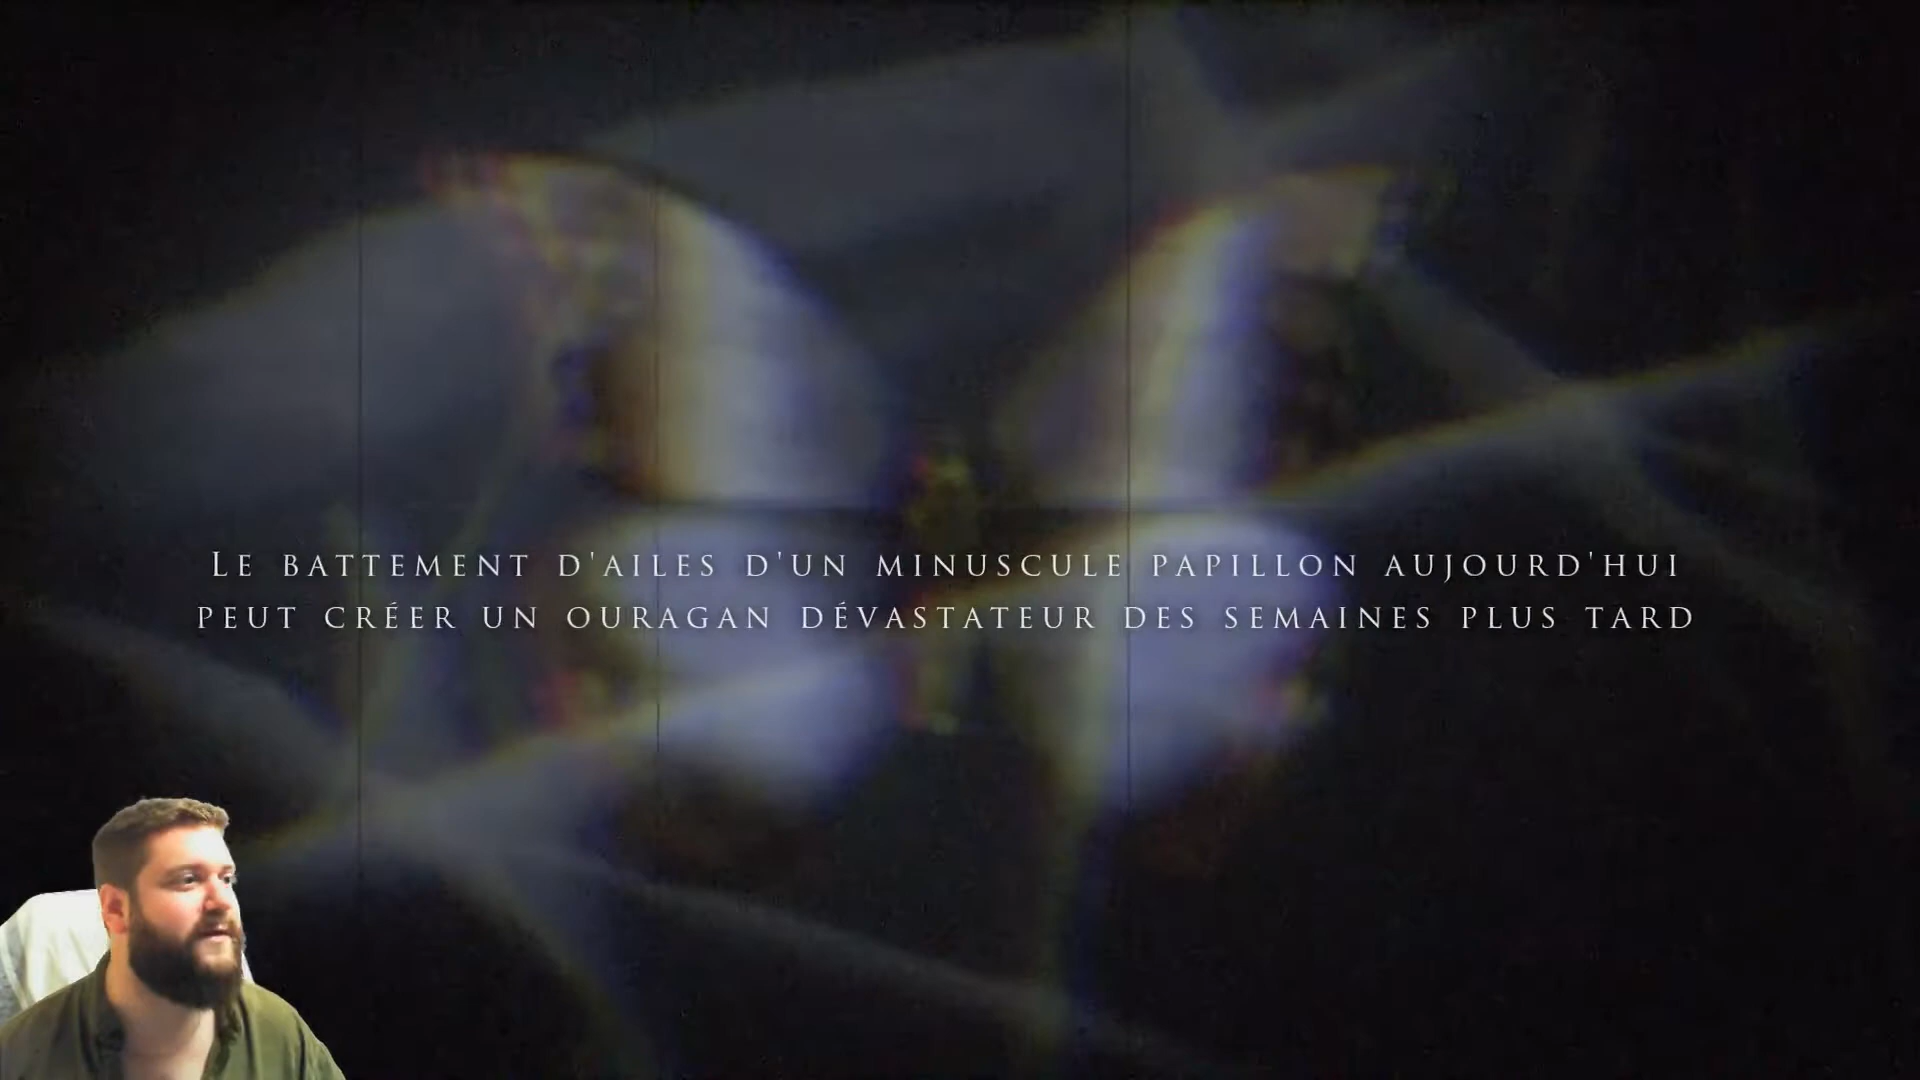 Le battement d'ailes d'un minuscule papillon aujourd'hui
peut créer un ouragan dévastateur des semaines plus tard